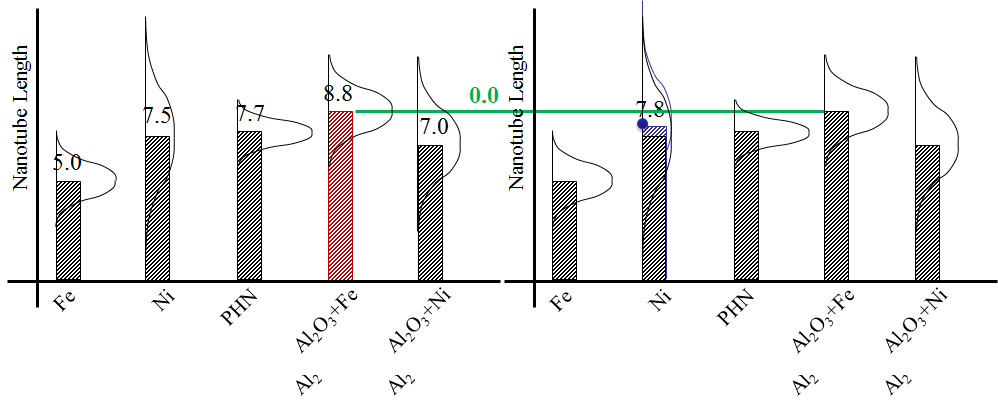 Nanotube Length
5.0
7.5
7.7
8.8
7.0
Fe
Ni
PHN
Al₂O₃+Fe
Al₂O₃+Ni
Al₂
Al₂
0.0
Nanotube Length
7.8
Fe
Ni
PHN
Al₂O₃+Fe
Al₂O₃+Ni
Al₂
Al₂